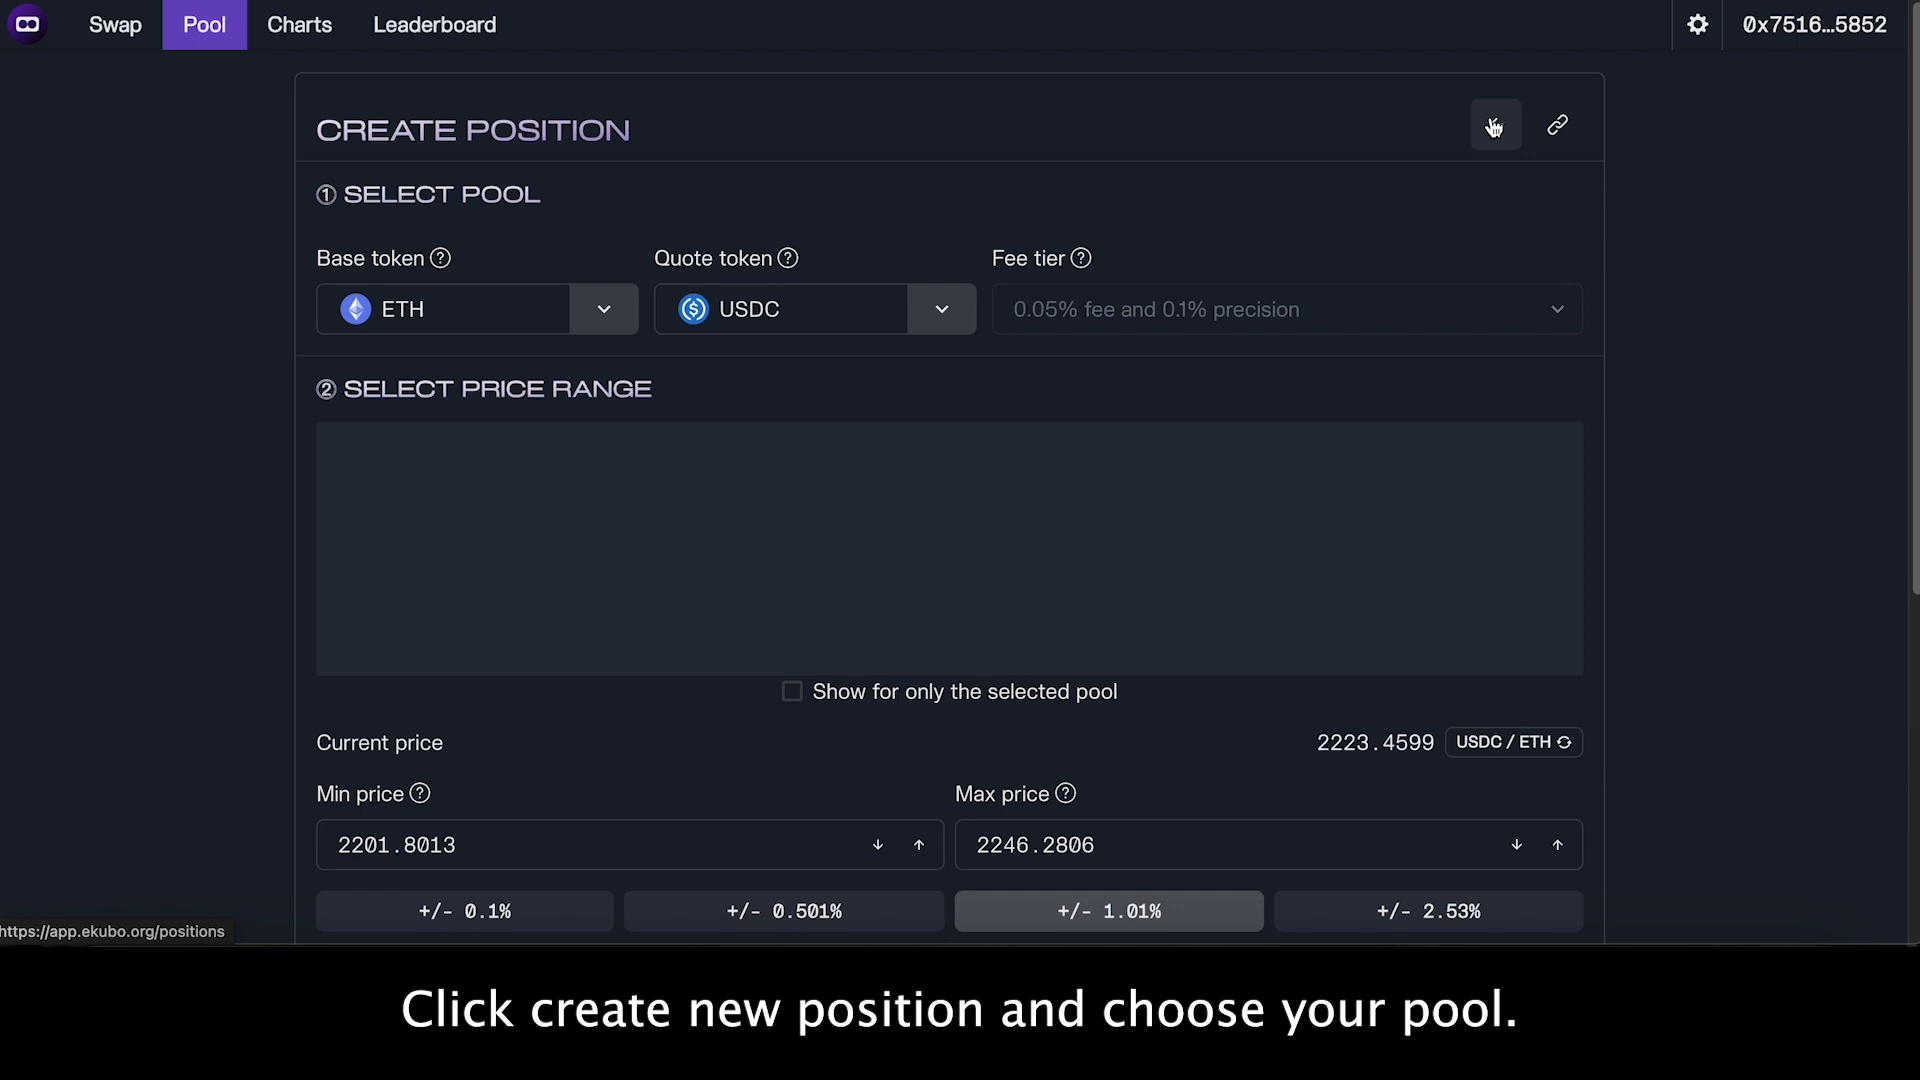 Swap
Pool
Charts
Leaderboard
0x7516...5852
CREATE POSITION
① SELECT POOL
Base token ?
Quote token ?
Fee tier ?
ETH
USDC
0.05% fee and 0.1% precision
② SELECT PRICE RANGE
Show for only the selected pool
Current price
2223.4599
USDC / ETH
Min price ?
Max price ?
2201.8013
2246.2806
+/- 0.1%
+/- 0.501%
+/- 1.01%
+/- 2.53%
https://app.ekubo.org/positions
Click create new position and choose your pool.